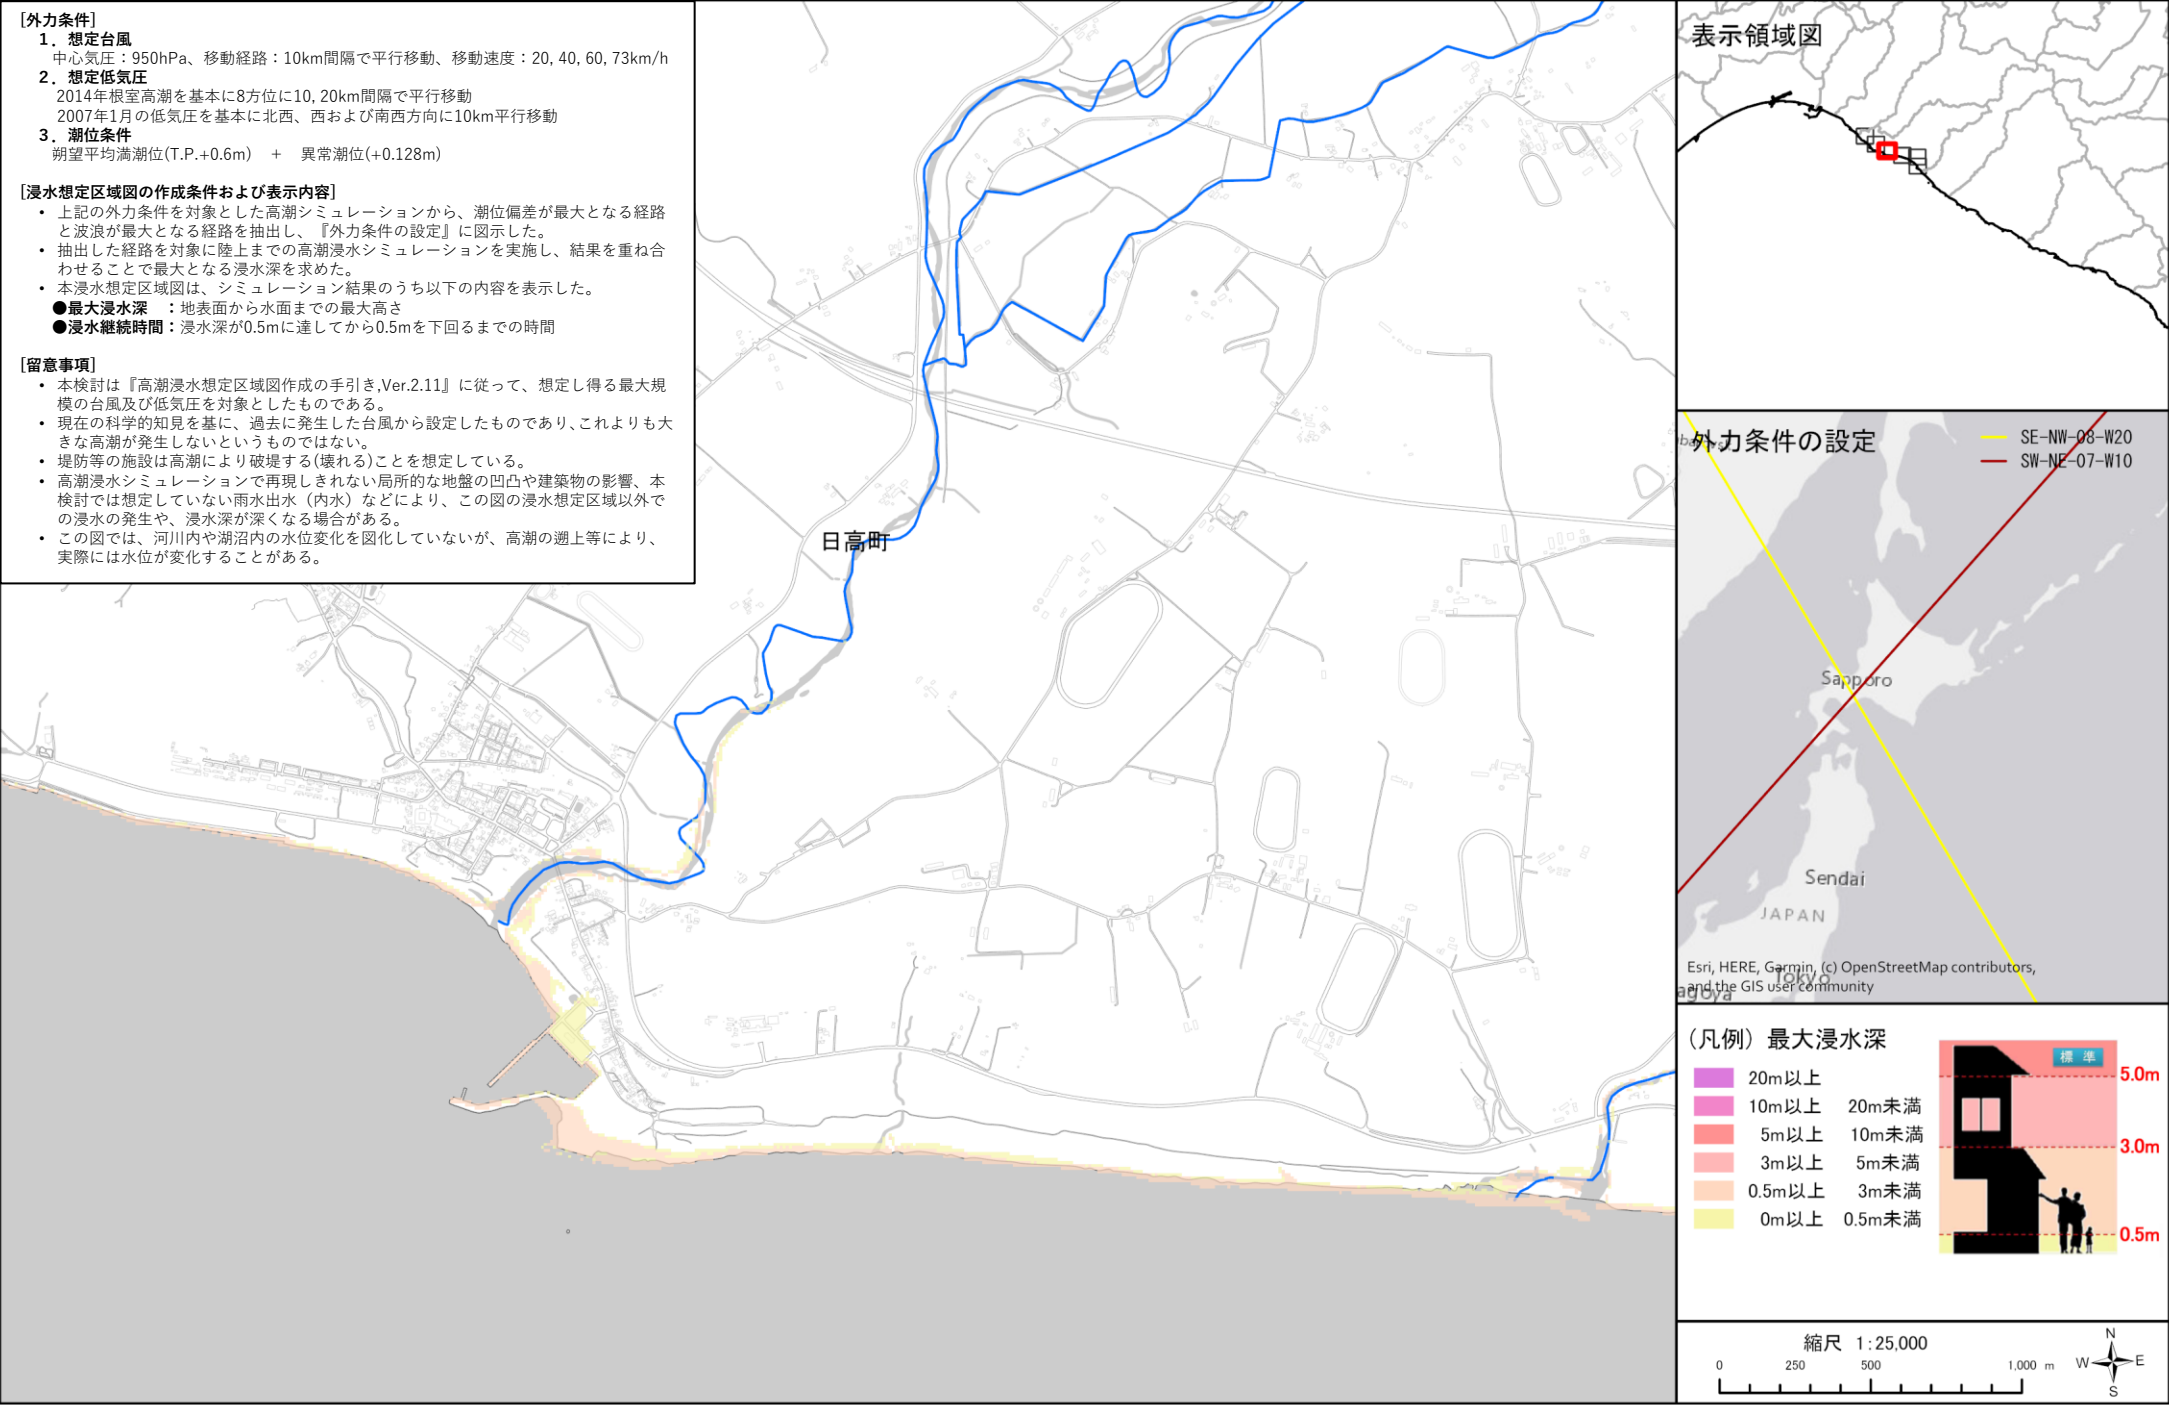 [外力条件]
1．想定台風
中心気圧：950hPa、移動経路：10km間隔で平行移動、移動速度：20, 40, 60, 73km/h
2．想定低気圧
2014年根室高潮を基本に8方位に10, 20km間隔で平行移動
2007年1月の低気圧を基本に北西、西および南西方向に10km平行移動
3．潮位条件
朔望平均満潮位(T.P.+0.6m)　+　異常潮位(+0.128m)
[浸水想定区域図の作成条件および表示内容]
• 上記の外力条件を対象とした高潮シミュレーションから、潮位偏差が最大となる経路
と波浪が最大となる経路を抽出し、『外力条件の設定』に図示した。
• 抽出した経路を対象に陸上までの高潮浸水シミュレーションを実施し、結果を重ね合
わせることで最大となる浸水深を求めた。
• 本浸水想定区域図は、シミュレーション結果のうち以下の内容を表示した。
●最大浸水深　：地表面から水面までの最大高さ
●浸水継続時間：浸水深が0.5mに達してから0.5mを下回るまでの時間
[留意事項]
• 本検討は『高潮浸水想定区域図作成の手引き,Ver.2.11』に従って、想定し得る最大規
模の台風及び低気圧を対象としたものである。
• 現在の科学的知見を基に、過去に発生した台風から設定したものであり、これよりも大
きな高潮が発生しないというものではない。
• 堤防等の施設は高潮により破堤する(壊れる)ことを想定している。
• 高潮浸水シミュレーションで再現しきれない局所的な地盤の凹凸や建築物の影響、本
検討では想定していない雨水出水（内水）などにより、この図の浸水想定区域以外で
の浸水の発生や、浸水深が深くなる場合がある。
• この図では、河川内や湖沼内の水位変化を図化していないが、高潮の遡上等により、
実際には水位が変化することがある。
日高町
表示領域図
外力条件の設定
SE-NW-08-W20
SW-NE-07-W10
Sapporo
Sendai
JAPAN
Tokyo
agoya
Esri, HERE, Garmin, (c) OpenStreetMap contributors,
and the GIS user community
（凡例）最大浸水深
20m以上
10m以上　20m未満
5m以上　10m未満
3m以上　5m未満
0.5m以上　3m未満
0m以上　0.5m未満
標準
5.0m
3.0m
0.5m
縮尺　1:25,000
0 250 500 1,000 m
N
W E
S